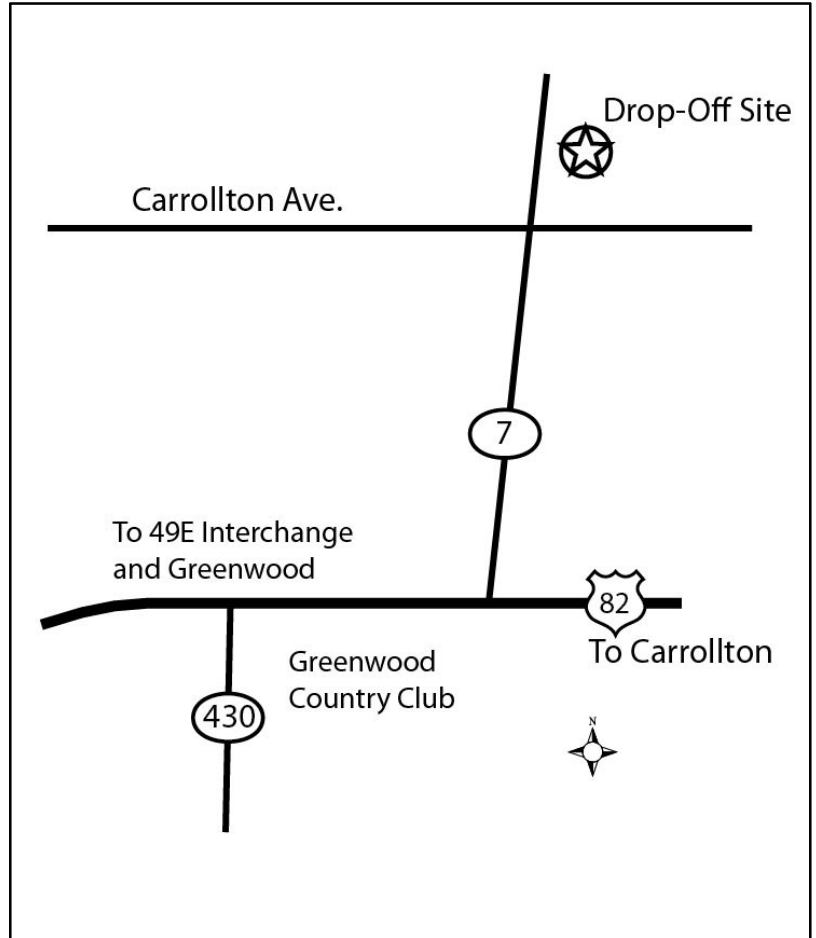 Drop-Off Site
Carrollton Ave.
7
To 49E Interchange
and Greenwood
82
To Carrollton
Greenwood
Country Club
430
N